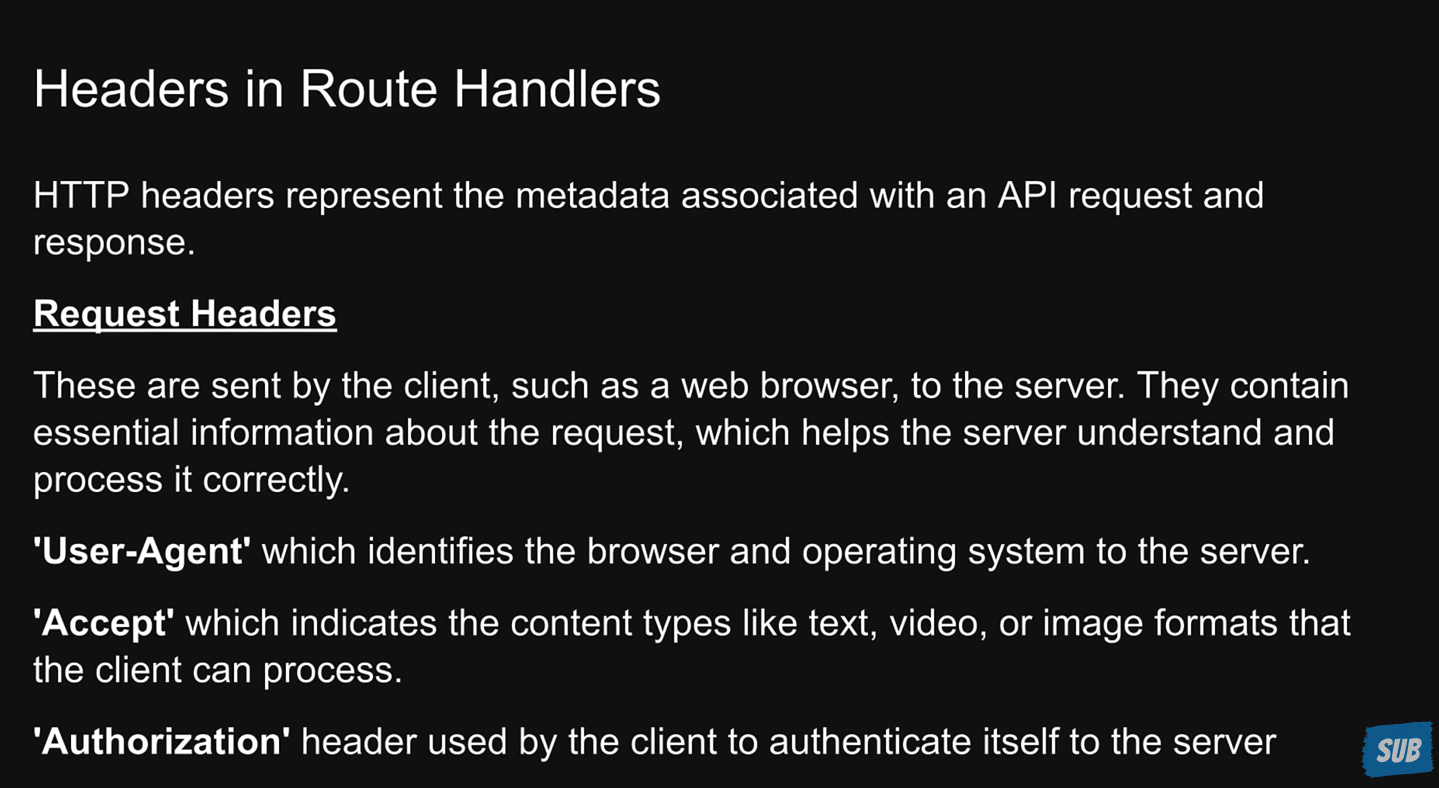 Headers in Route Handlers
HTTP headers represent the metadata associated with an API request and
response.
Request Headers
These are sent by the client, such as a web browser, to the server. They contain
essential information about the request, which helps the server understand and
process it correctly.
'User-Agent' which identifies the browser and operating system to the server.
'Accept' which indicates the content types like text, video, or image formats that
the client can process.
'Authorization' header used by the client to authenticate itself to the server
SUB